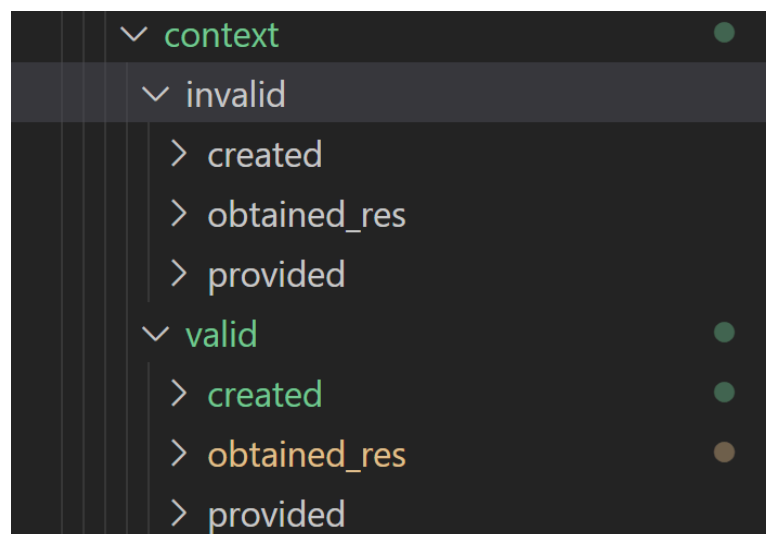 context
invalid
created
obtained_res
provided
valid
created
obtained_res
provided